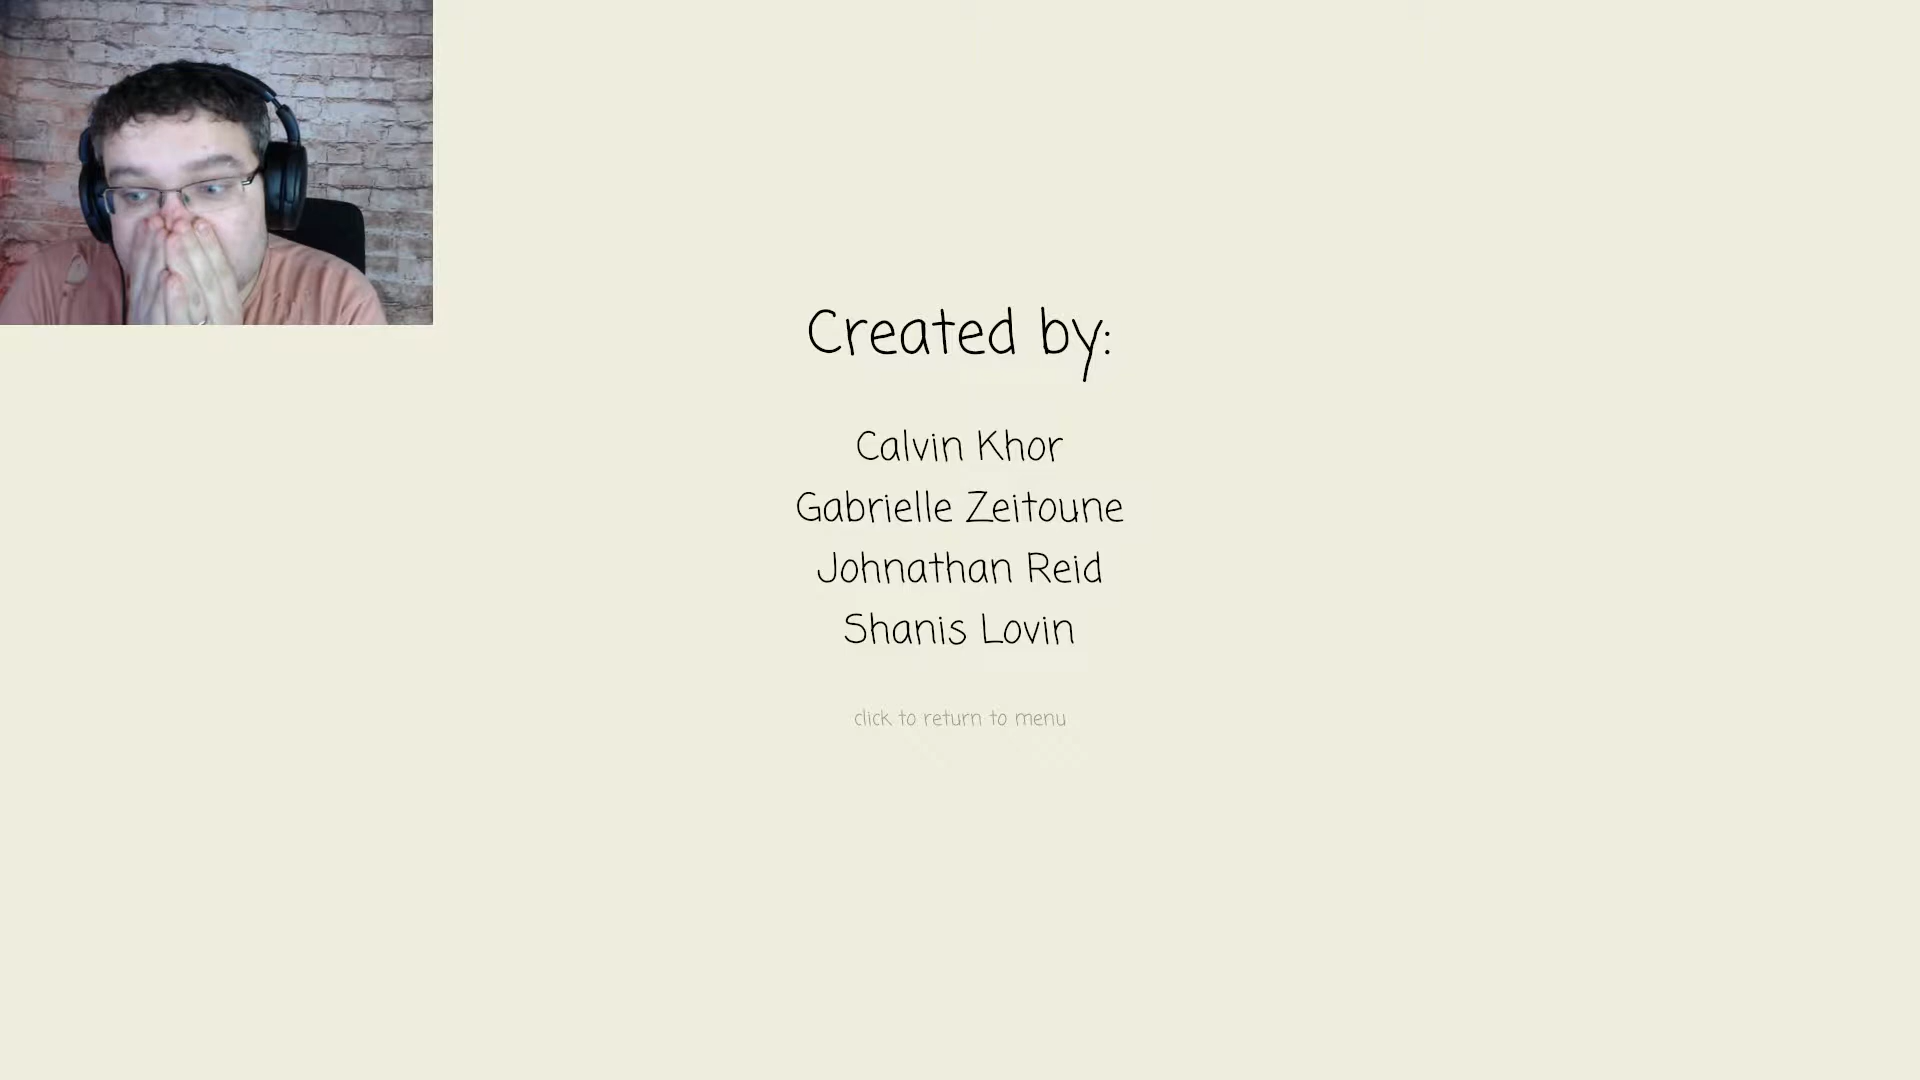 Created by:
Calvin Khor
Gabrielle Zeitoune
Johnathan Reid
Shanis Lovin
click to return to menu